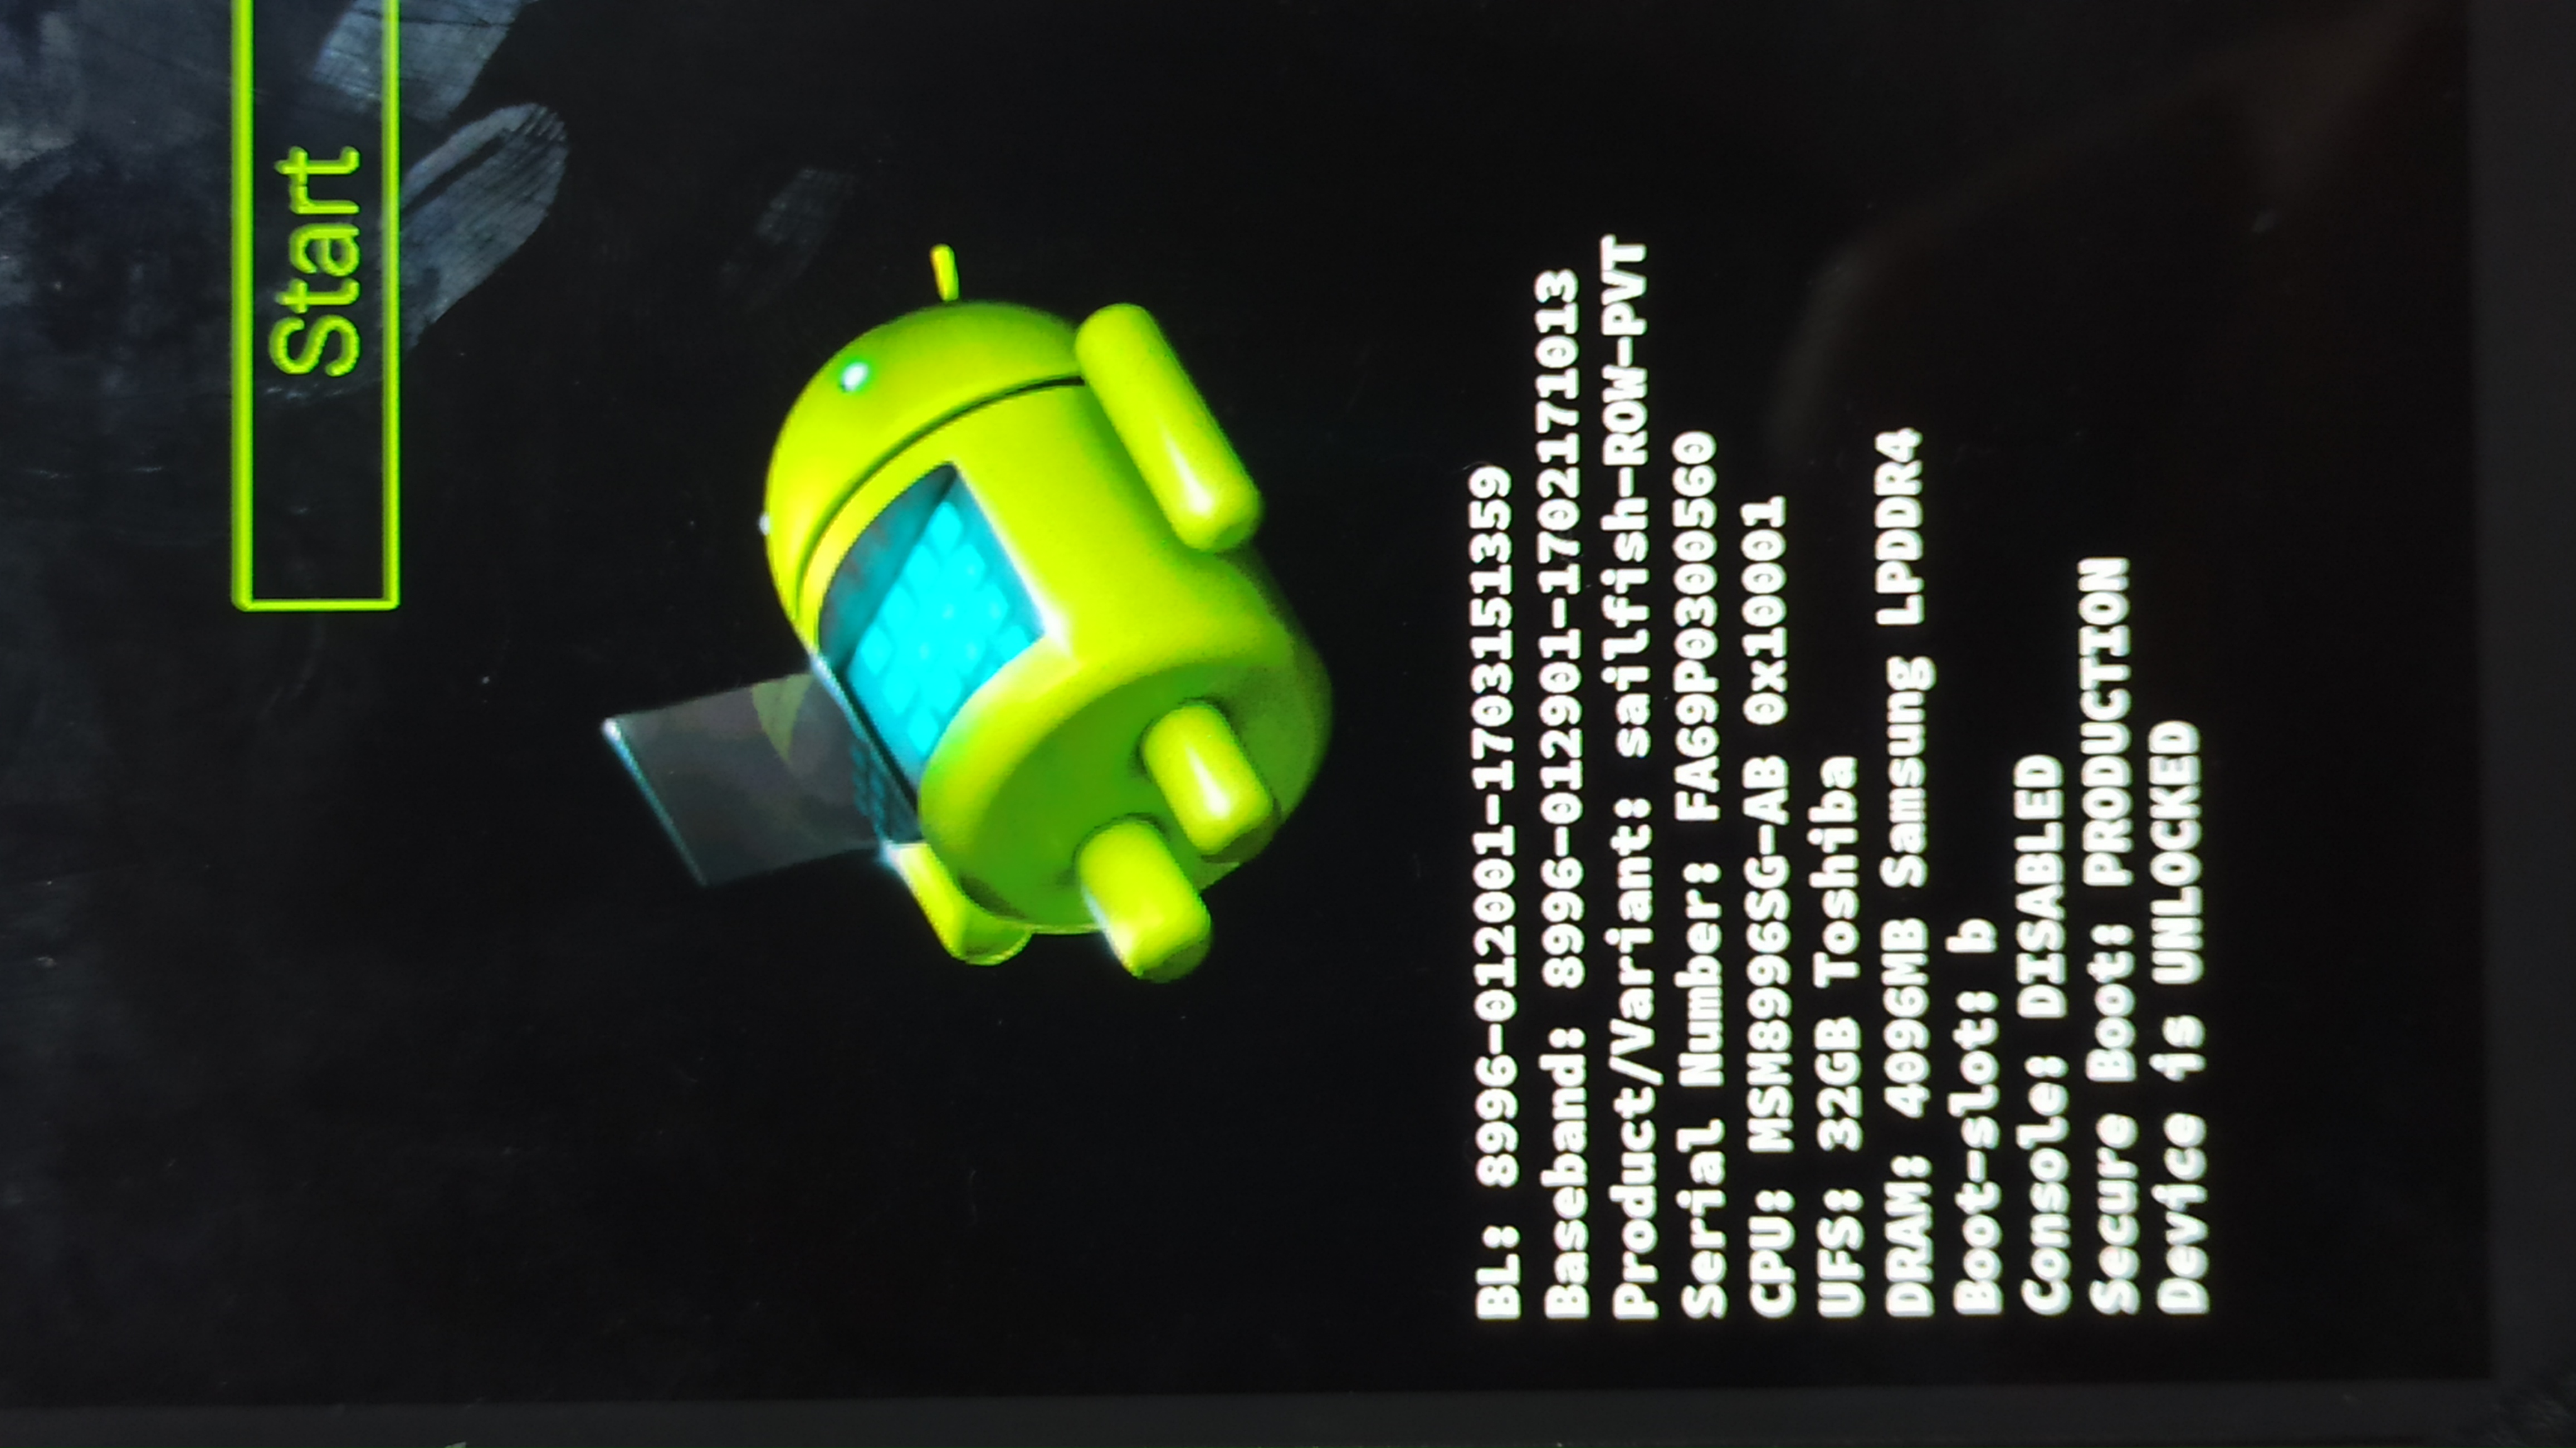 Start
BL: 8996-012001-1703151359
Baseband: 8996-012901-1702171013
Product/Variant: sailfish-ROW-PVT
Serial Number: FA69P0300560
CPU: MSM8996SG-AB 0x10001
UFS: 32GB Toshiba
DRAM: 4096MB Samsung LPDDR4
Boot-slot: b
Console: DISABLED
Secure Boot: PRODUCTION
Device is UNLOCKED